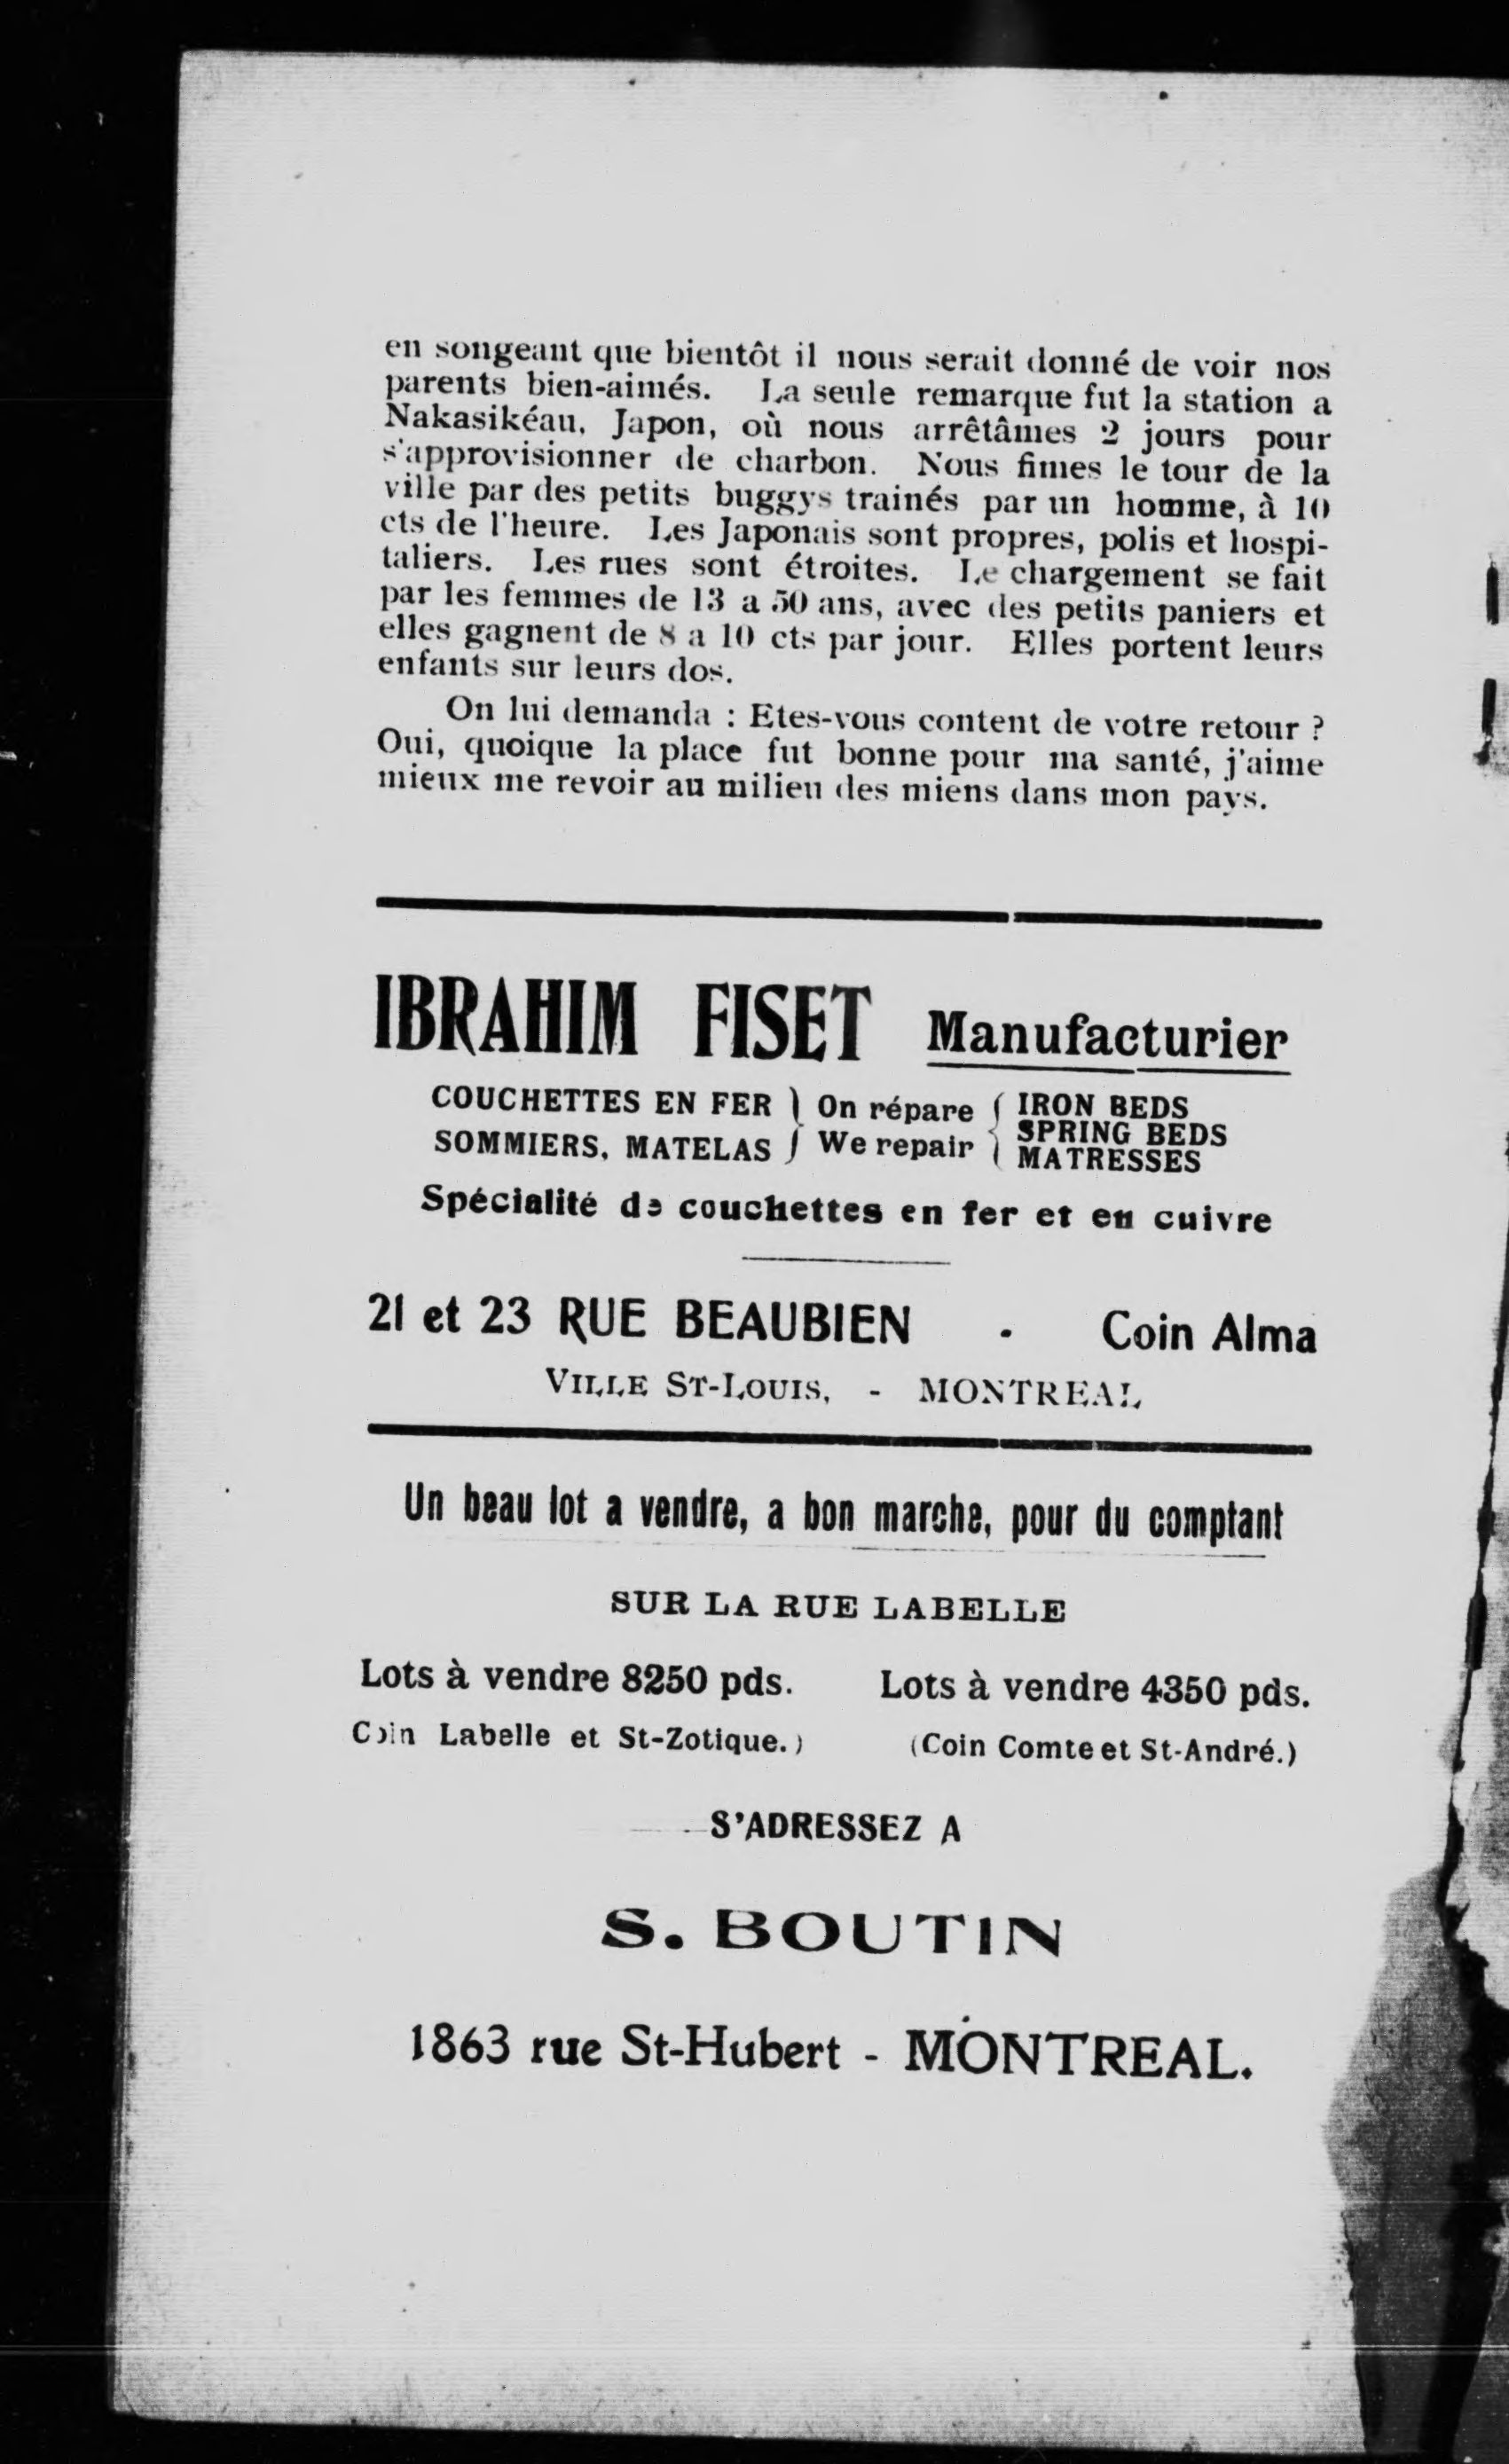 en songeant que bientôt il nous serait donné de voir nos
parents bien-aimés. La seule remarque fut la station a
Nakasikéau, Japon, où nous arrêtâmes 2 jours pour
s'approvisionner de charbon. Nous fimes le tour de la
ville par des petits buggys trainés par un homme, à 10
cts de l'heure. Les Japonais sont propres, polis et hospi-
taliers. Les rues sont étroites. Le chargement se fait
par les femmes de 13 a 50 ans, avec des petits paniers et
elles gagnent de 8 a 10 cts par jour. Elles portent leurs
enfants sur leurs dos.
On lui demanda : Etes-vous content de votre retour ?
Oui, quoique la place fut bonne pour ma santé, j'aime
mieux me revoir au milieu des miens dans mon pays.
IBRAHIM FISET Manufacturier
COUCHETTES EN FER } On répare { IRON BEDS
SPRING BEDS
SOMMIERS, MATELAS } We repair { MATRESSES
Spécialité de couchettes en fer et en cuivre
21 et 23 RUE BEAUBIEN - Coin Alma
VILLE ST-LOUIS, - MONTREAL
Un beau lot a vendre, a bon marche, pour du comptant
SUR LA RUE LABELLE
Lots à vendre 8250 pds. Lots à vendre 4350 pds.
Coin Labelle et St-Zotique.) (Coin Comte et St-André.)
S'ADRESSEZ A
S. BOUTIN
1863 rue St-Hubert - MONTREAL.